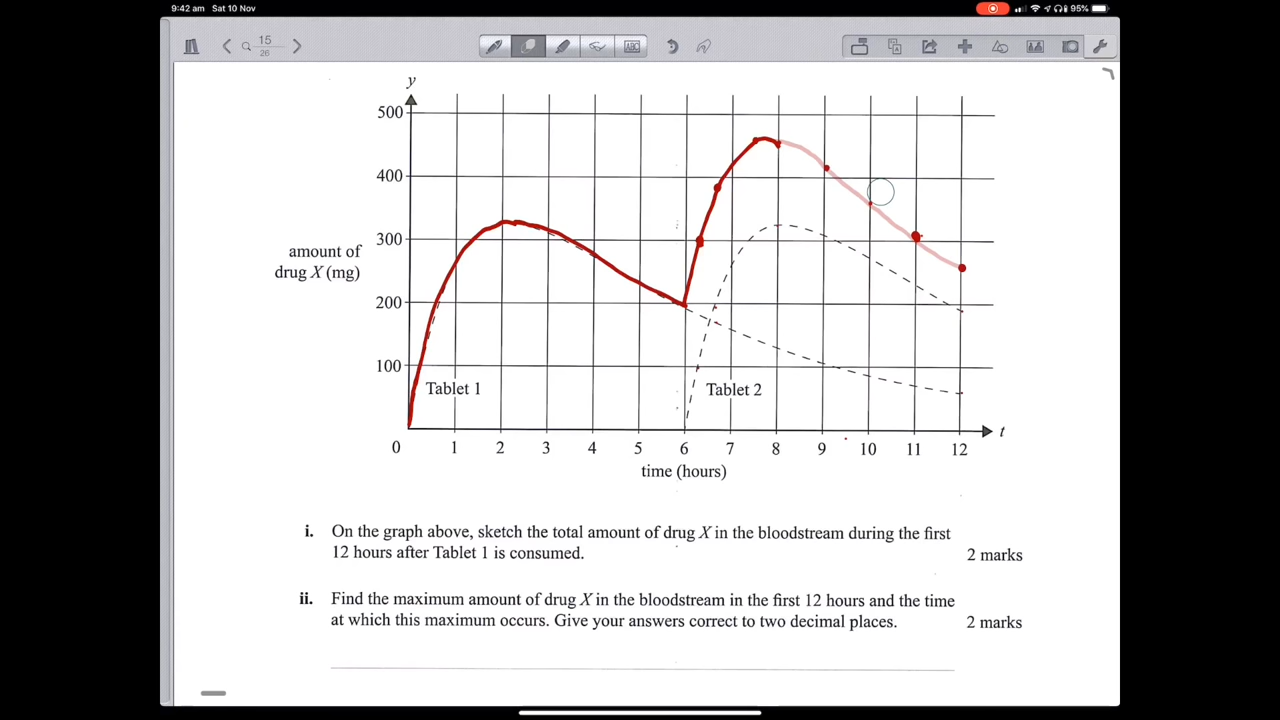 9:42 am Sat 10 Nov
95%
15
26
ABC
y
500
400
300
200
100
amount of
drug X (mg)
Tablet 1
Tablet 2
0 1 2 3 4 5 6 7 8 9 10 11 12 t
time (hours)
i. On the graph above, sketch the total amount of drug X in the bloodstream during the first
12 hours after Tablet 1 is consumed. 2 marks
ii. Find the maximum amount of drug X in the bloodstream in the first 12 hours and the time
at which this maximum occurs. Give your answers correct to two decimal places. 2 marks